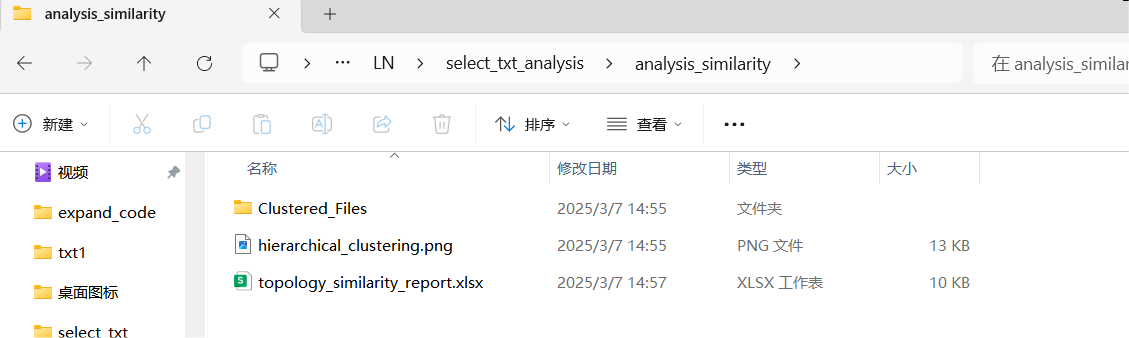 analysis_similarity
··· LN select_txt_analysis analysis_similarity 在 analysis_similar
新建 排序 查看 ···
视频
expand_code
txt1
桌面图标
select_txt
名称 修改日期 类型 大小
Clustered_Files 2025/3/7 14:55 文件夹
hierarchical_clustering.png 2025/3/7 14:55 PNG 文件 13 KB
topology_similarity_report.xlsx 2025/3/7 14:57 XLSX 工作表 10 KB